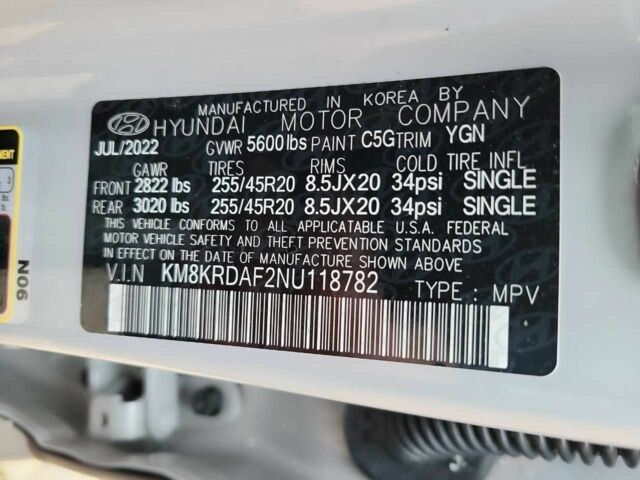 MANUFACTURED IN KOREA BY
HYUNDAI MOTOR COMPANY
JUL/2022 GVWR 5600lbs PAINT C5G TRIM YGN
GAWR TIRES RIMS COLD TIRE INFL
FRONT 2822 lbs 255/45R20 8.5JX20 34psi SINGLE
REAR 3020 lbs 255/45R20 8.5JX20 34psi SINGLE
THIS VEHICLE CONFORMS TO ALL APPLICABLE U.S.A. FEDERAL
MOTOR VEHICLE SAFETY AND THEFT PREVENTION STANDARDS
IN EFFECT ON THE DATE OF MANUFACTURE SHOWN ABOVE.
V.I.N KM8KRDAF2NU118782 TYPE : MPV
N06